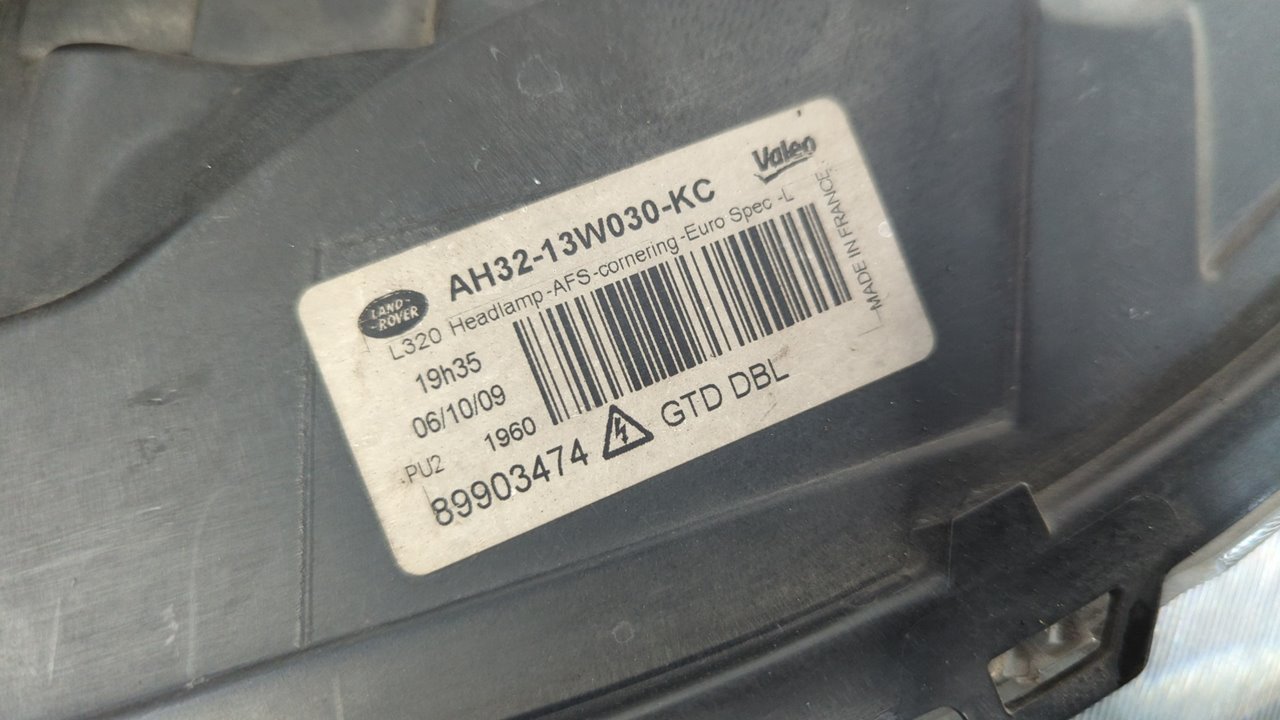 Valeo
AH32-13W030-KC
LAND-
-ROVER
L320 Headlamp-AFS-cornering-Euro Spec -L
MADE IN FRANCE
19h35
06/10/09
PU2 1960
89903474 GTD DBL